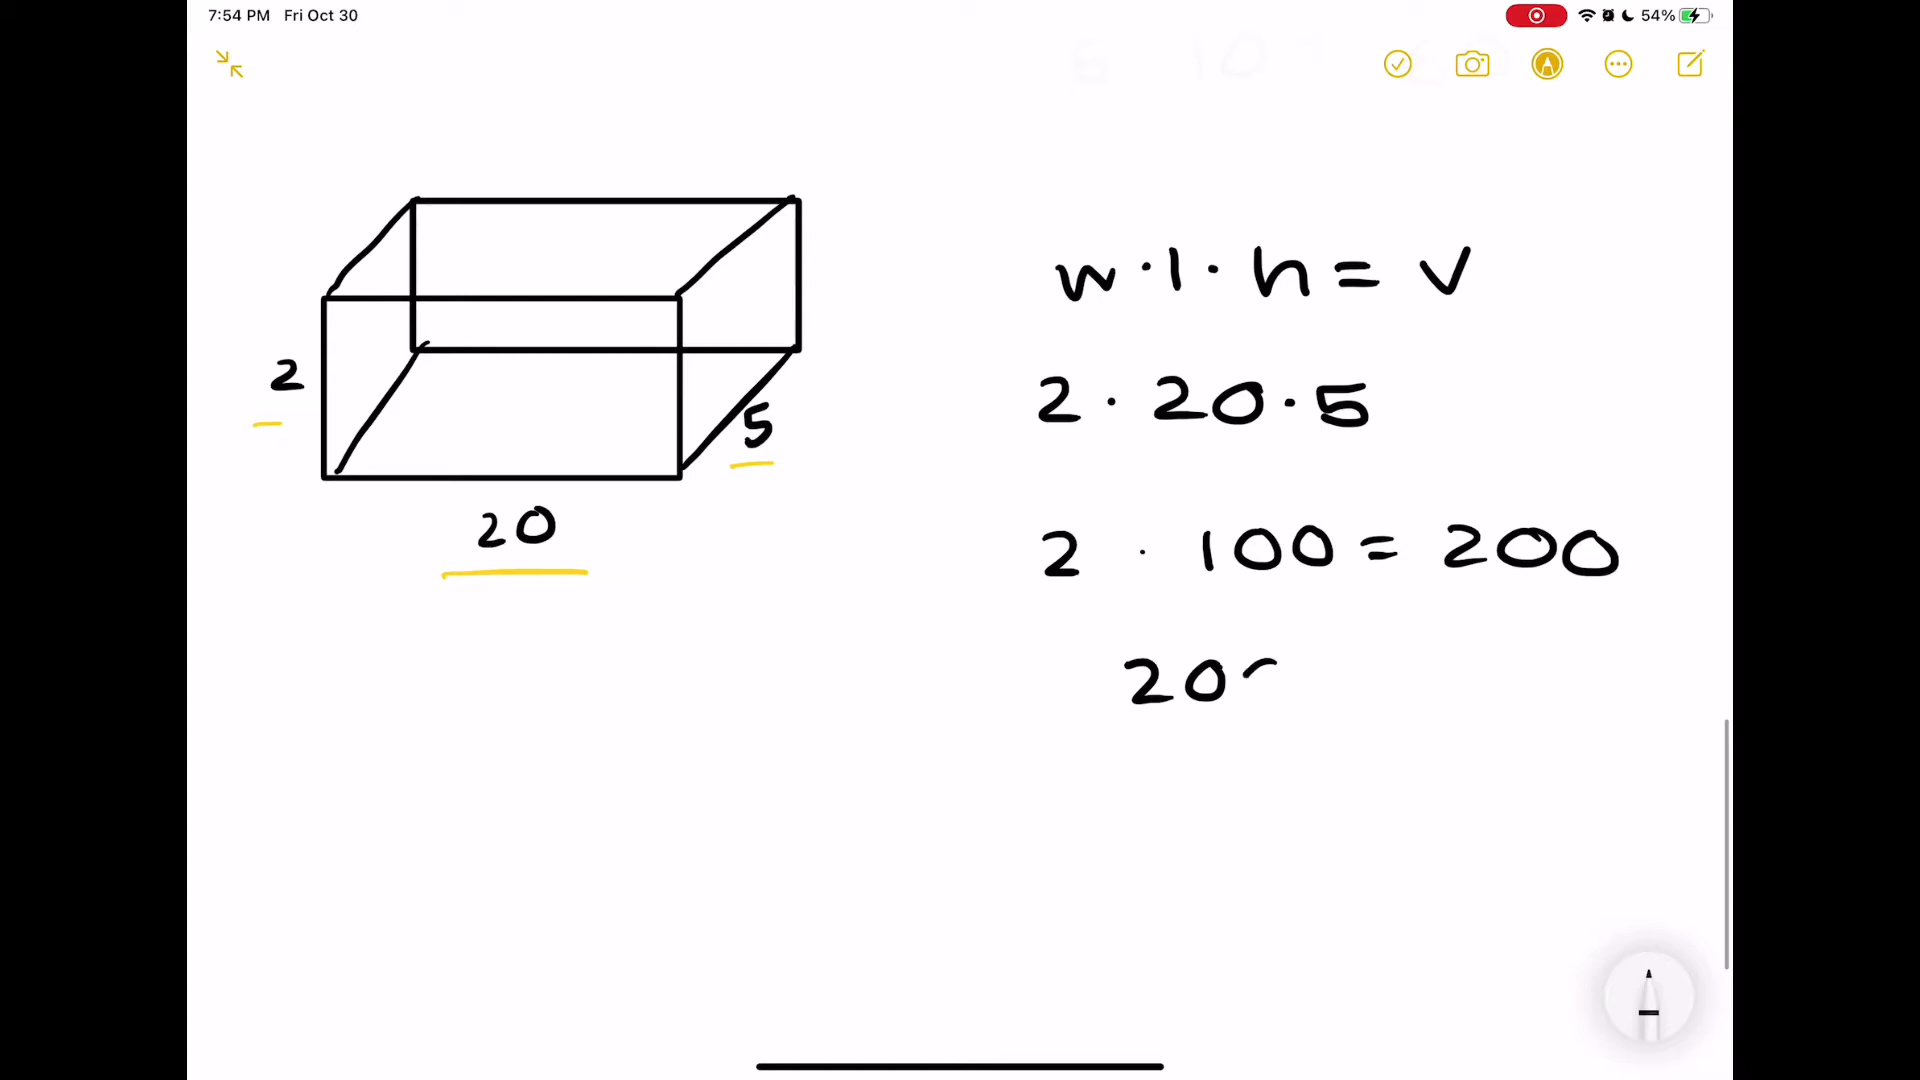 7:54 PM Fri Oct 30
54%
w · l · h = V
2 · 20 · 5
2
5
20
2 · 100 = 200
20